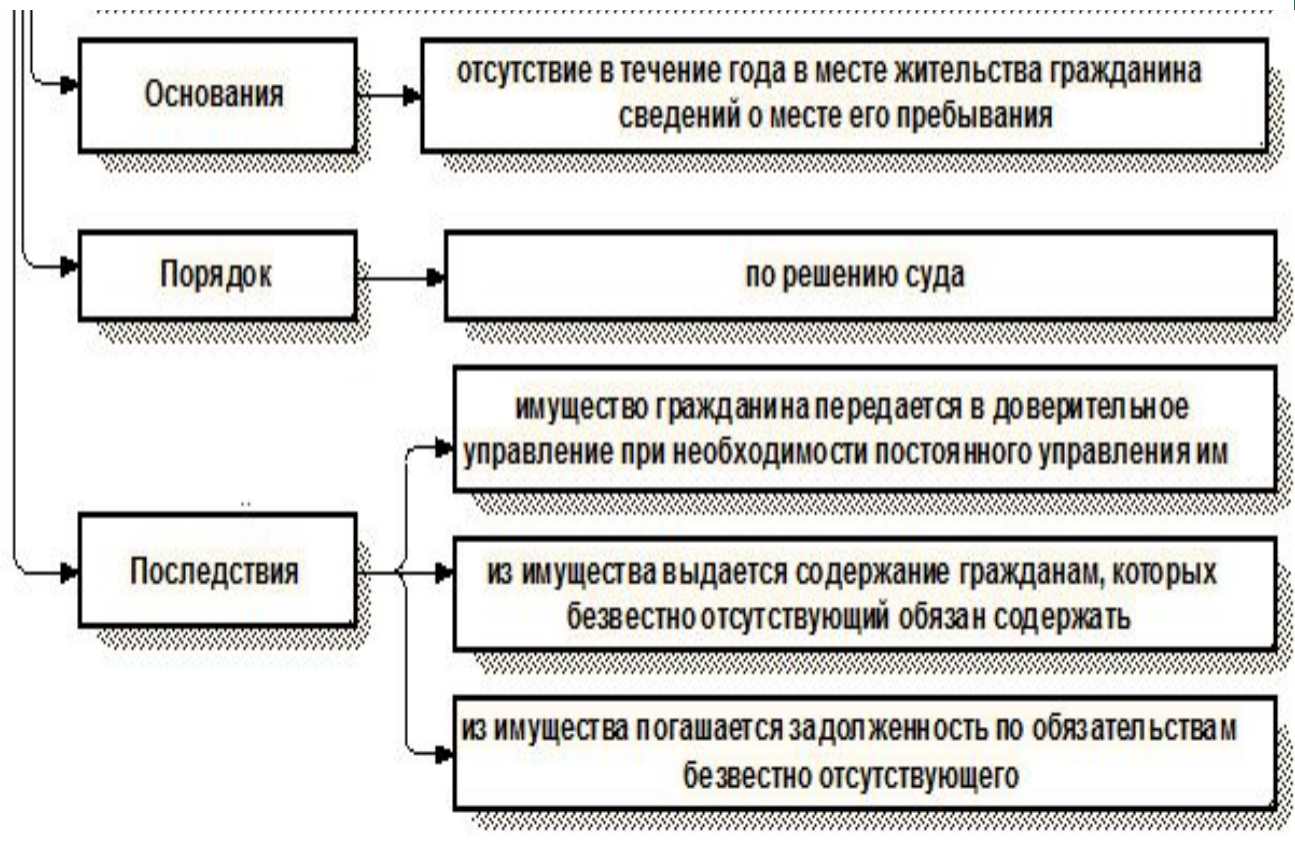 Основания
отсутствие в течение года в месте жительства гражданина
сведений о месте его пребывания
Порядок
по решению суда
имущество гражданина передается в доверительное
управление при необходимости постоянного управления им
Последствия
из имущества выдается содержание гражданам, которых
безвестно отсутствующий обязан содержать
из имущества погашается задолженность по обязательствам
безвестно отсутствующего